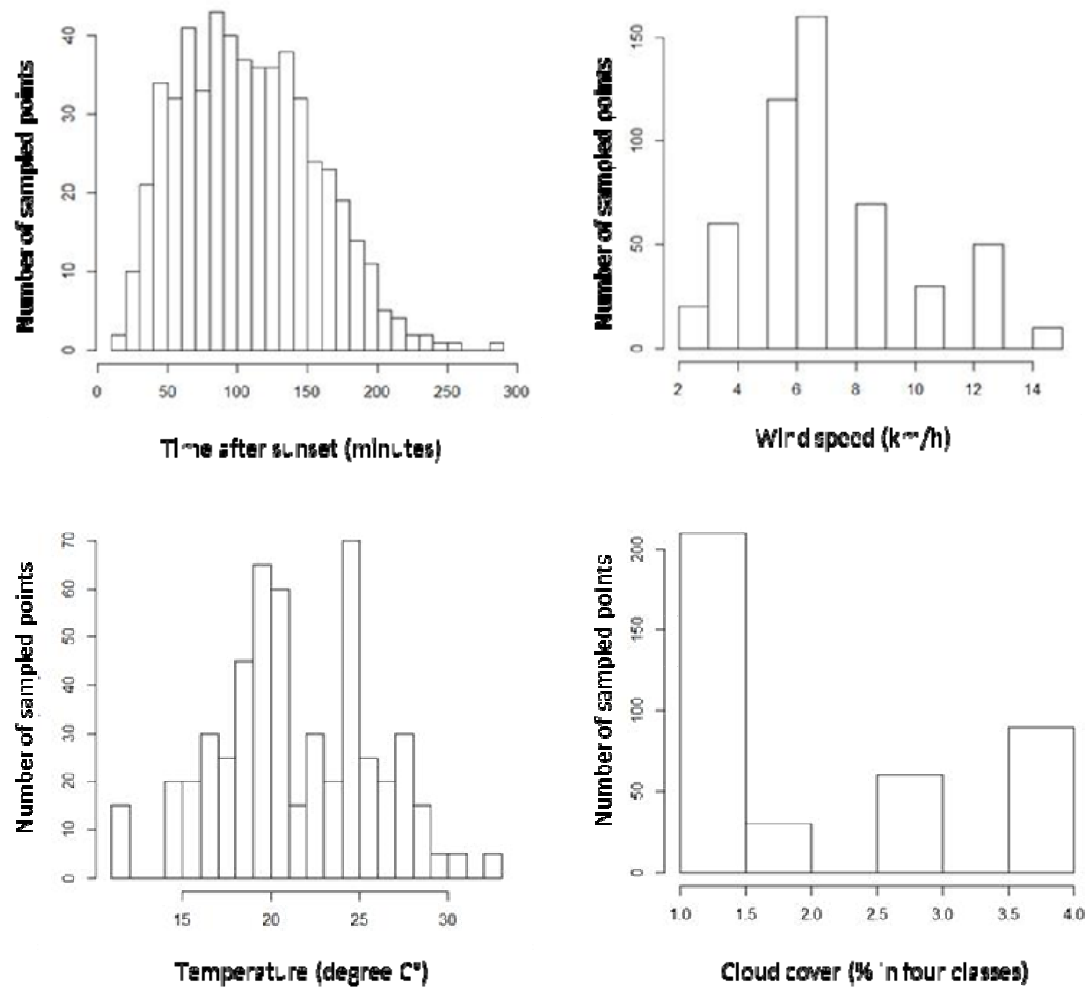 Number of sampled points
40
30
20
10
0
0 50 100 150 200 250 300
Time after sunset (minutes)
Number of sampled points
150
100
50
0
2 4 6 8 10 12 14
Wind speed (km/h)
Number of sampled points
70
60
50
40
30
20
10
0
15 20 25 30
Temperature (degree C°)
Number of sampled points
200
150
100
50
0
1.0 1.5 2.0 2.5 3.0 3.5 4.0
Cloud cover (% in four classes)